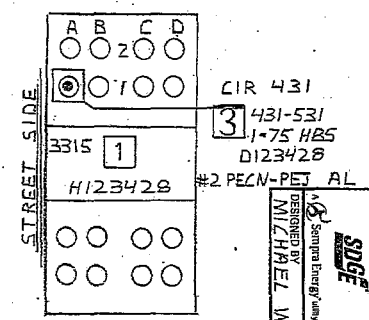 A B C D
2
1
STREET SIDE
CIR 431
3
431-531
1-75 HBS
D123428
3315
1
H123428
#2 PECN-PEJ AL
SDGE
A Sempra Energy utility
DESIGNED BY
MICHAEL